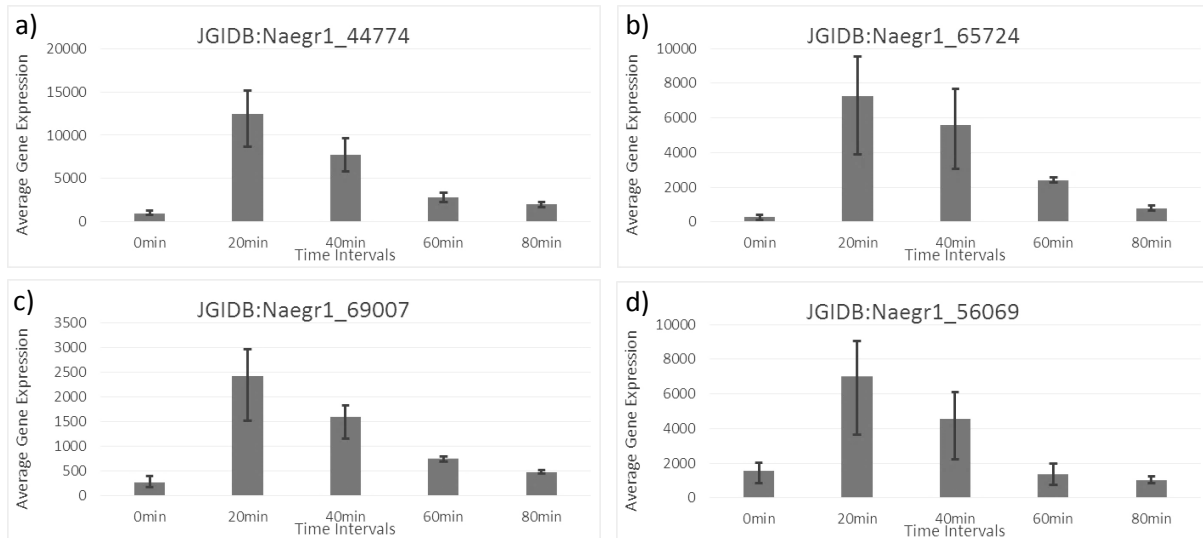 a)
JGIDB:Naegr1_44774
Average Gene Expression
20000
15000
10000
5000
0
0min 20min 40min 60min 80min
Time Intervals
b)
JGIDB:Naegr1_65724
Average Gene Expression
10000
8000
6000
4000
2000
0
0min 20min 40min 60min 80min
Time Intervals
c)
JGIDB:Naegr1_69007
Average Gene Expression
3500
3000
2500
2000
1500
1000
500
0
0min 20min 40min 60min 80min
Time Intervals
d)
JGIDB:Naegr1_56069
Average Gene Expression
10000
8000
6000
4000
2000
0
0min 20min 40min 60min 80min
Time Intervals